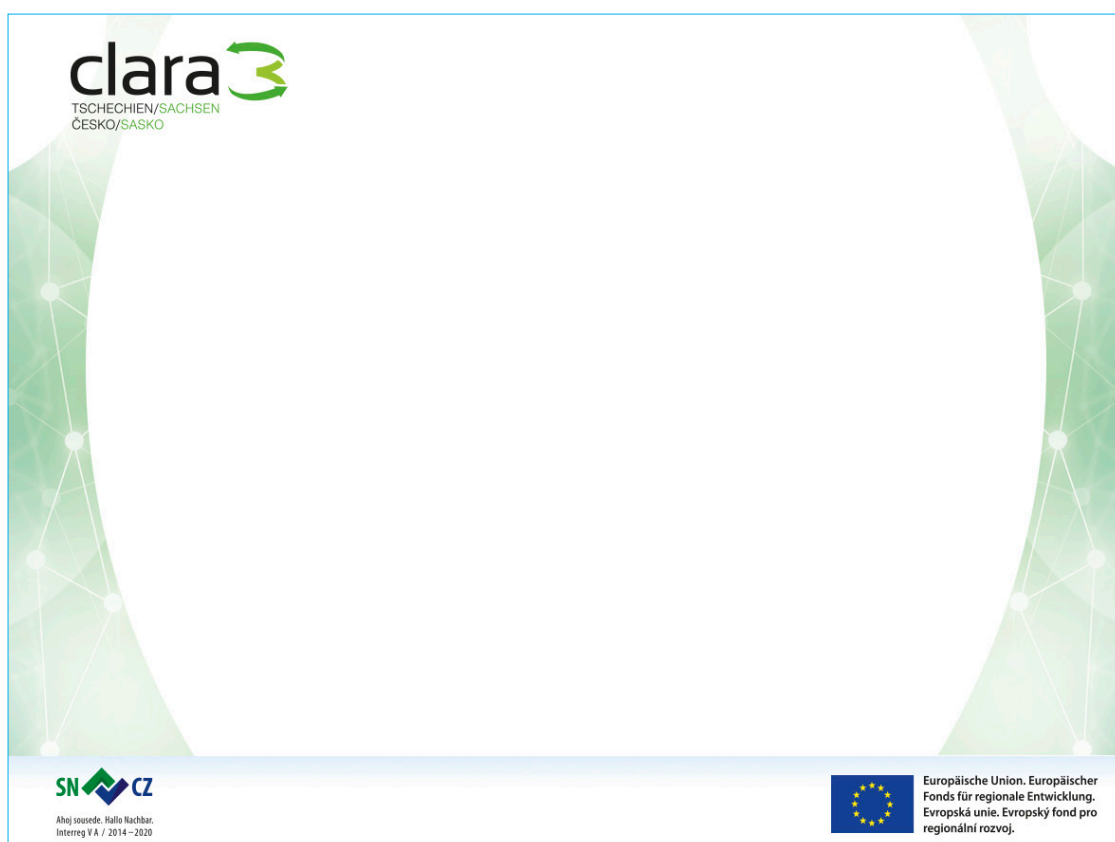 clara3
TSCHECHIEN/SACHSEN
ČESKO/SASKO
SN CZ
Ahoj sousede. Hallo Nachbar.
Interreg V A / 2014–2020
Europäische Union. Europäischer
Fonds für regionale Entwicklung.
Evropská unie. Evropský fond pro
regionální rozvoj.